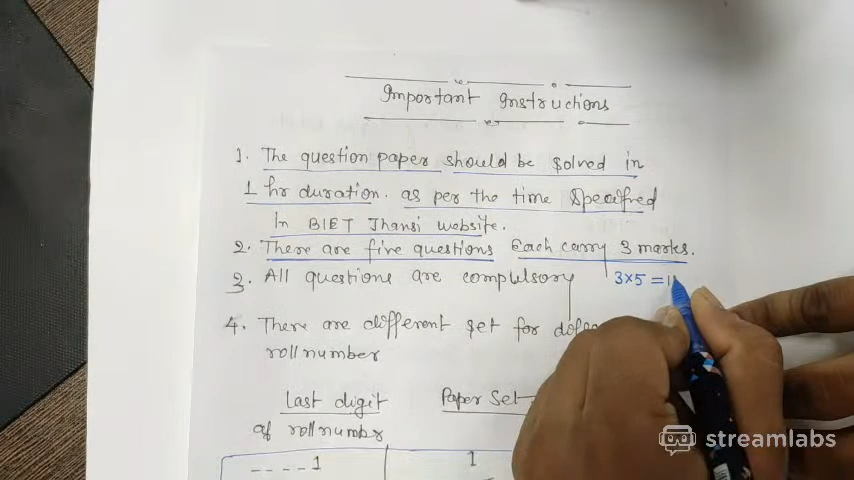 Important Instructions
1. The question paper should be solved in
1 hr duration. as per the time Specified
In BIET Jhansi website.
2. There are five questions Each carry 3 marks.
3. All questions are compulsory 3×5=1
4. There are different set for
roll number
last digit Paper Set
of roll number
----1 1
streamlabs